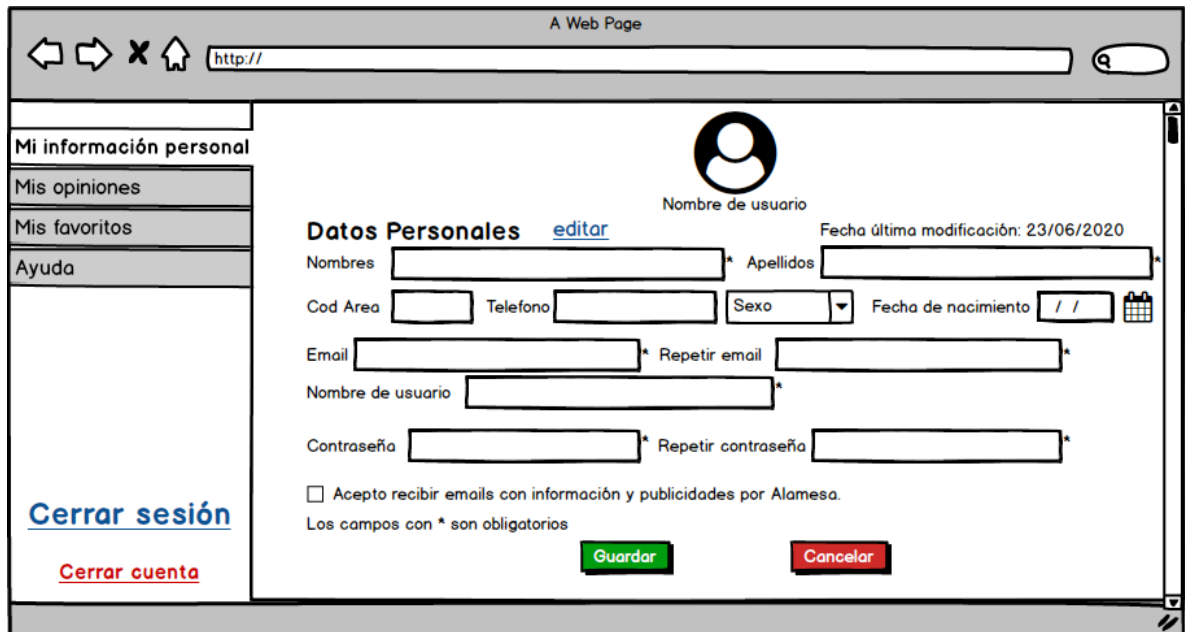 A Web Page
http://
Mi información personal
Mis opiniones
Mis favoritos
Ayuda
Cerrar sesión
Cerrar cuenta
Nombre de usuario
Datos Personales editar Fecha última modificación: 23/06/2020
Nombres * Apellidos *
Cod Area Telefono Sexo Fecha de nacimiento / /
Email * Repetir email *
Nombre de usuario *
Contraseña * Repetir contraseña *
Acepto recibir emails con información y publicidades por Alamesa.
Los campos con * son obligatorios
Guardar Cancelar